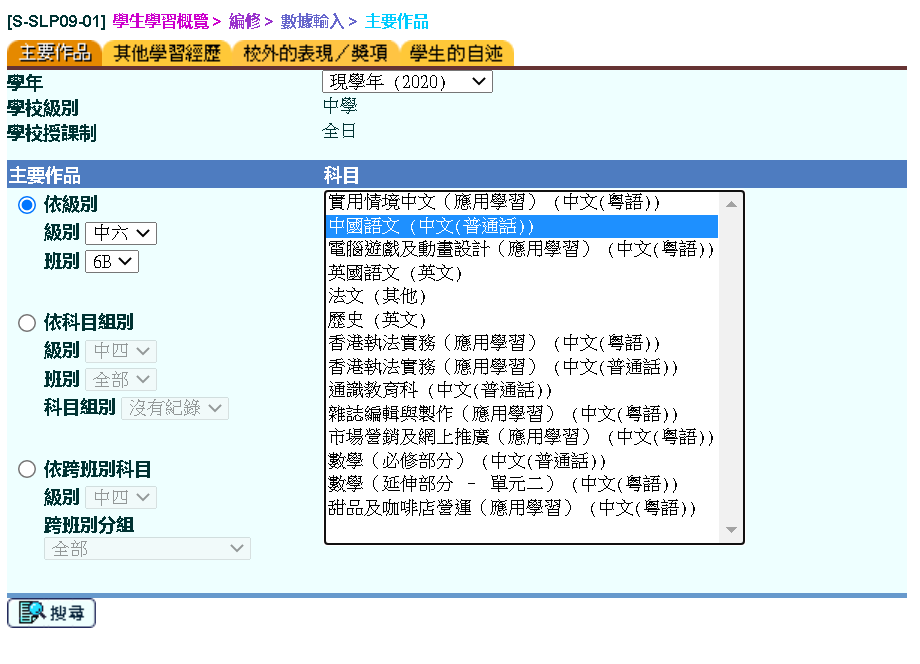 [S-SLP09-01] 學生學習概覽 > 編修 > 數據輸入 > 主要作品
主要作品 其他學習經歷 校外的表現／獎項 學生的自述
學年 現學年 (2020)
學校級別 中學
學校授課制 全日
主要作品 科目
依級別
級別 中六
班別 6B
依科目組別
級別 中四
班別 全部
科目組別 沒有紀錄
依跨班別科目
級別 中四
跨班別分組
全部
實用情境中文（應用學習） (中文(粵語))
中國語文 (中文(普通話))
電腦遊戲及動畫設計（應用學習） (中文(粵語))
英國語文 (英文)
法文 (其他)
歷史 (英文)
香港執法實務（應用學習） (中文(粵語))
香港執法實務（應用學習） (中文(普通話))
通識教育科 (中文(普通話))
雜誌編輯與製作（應用學習） (中文(粵語))
市場營銷及網上推廣（應用學習） (中文(粵語))
數學（必修部分） (中文(普通話))
數學（延伸部分 － 單元二） (中文(粵語))
甜品及咖啡店營運（應用學習） (中文(粵語))
搜尋